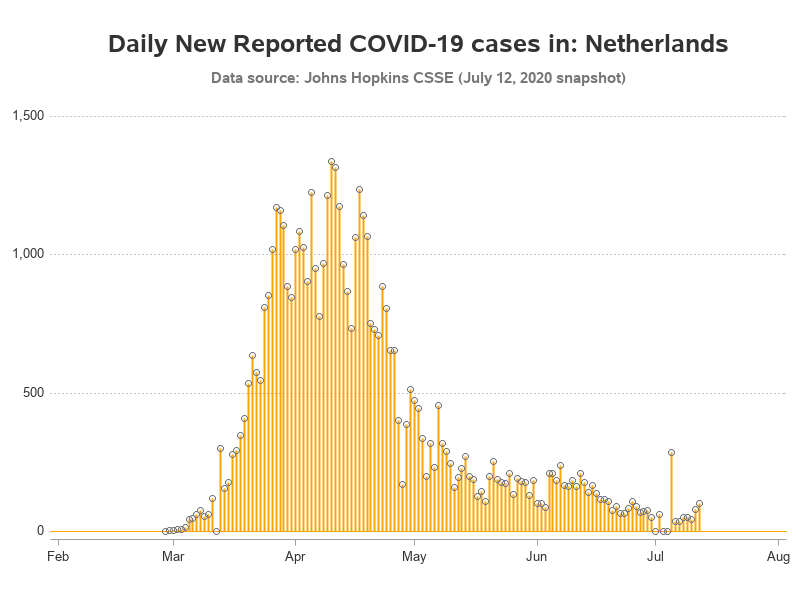 Daily New Reported COVID-19 cases in: Netherlands
Data source: Johns Hopkins CSSE (July 12, 2020 snapshot)
1,500
1,000
500
0
Feb Mar Apr May Jun Jul Aug